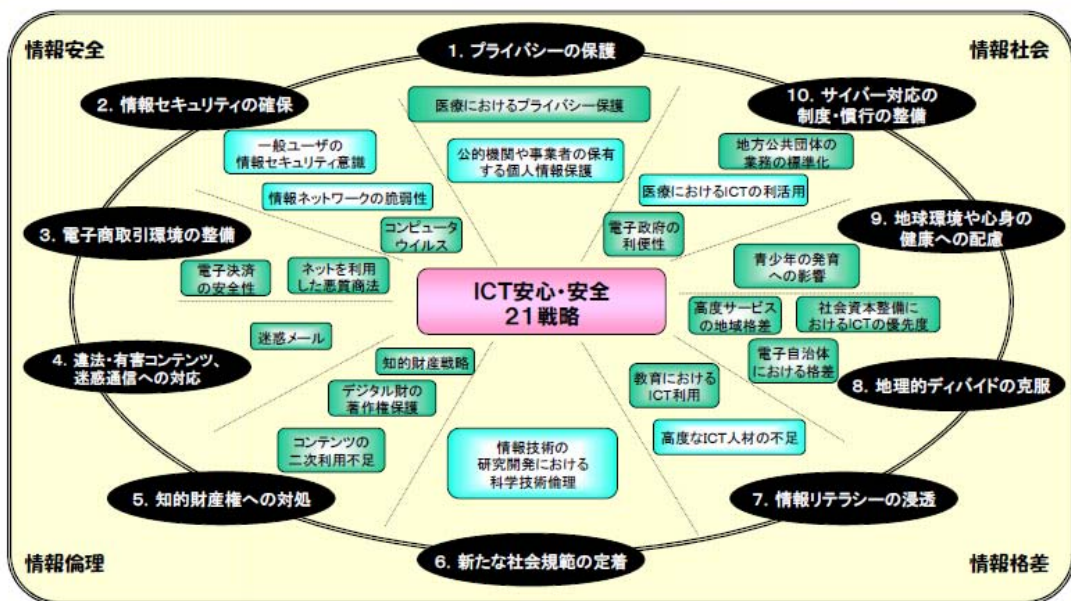 情報安全
1．プライバシーの保護
情報社会
2．情報セキュリティの確保
10．サイバー対応の
制度・慣行の整備
医療におけるプライバシー保護
一般ユーザの
情報セキュリティ意識
公的機関や事業者の保有
する個人情報保護
地方公共団体の
業務の標準化
情報ネットワークの脆弱性
医療におけるICTの利活用
3．電子商取引環境の整備
コンピュータ
ウイルス
電子政府の
利便性
9．地球環境や心身の
健康への配慮
電子決済
の安全性
ネットを利用
した悪質商法
青少年の発育
への影響
ICT安心・安全
21戦略
高度サービス
の地域格差
社会資本整備に
おけるICTの優先度
迷惑メール
4．違法・有害コンテンツ、
迷惑通信への対応
知的財産戦略
電子自治体
における格差
8．地理的ディバイドの克服
デジタル財の
著作権保護
教育における
ICT利用
コンテンツの
二次利用不足
情報技術の
研究開発における
科学技術倫理
高度なICT人材の不足
5．知的財産権への対処
7．情報リテラシーの浸透
情報倫理
6．新たな社会規範の定着
情報格差